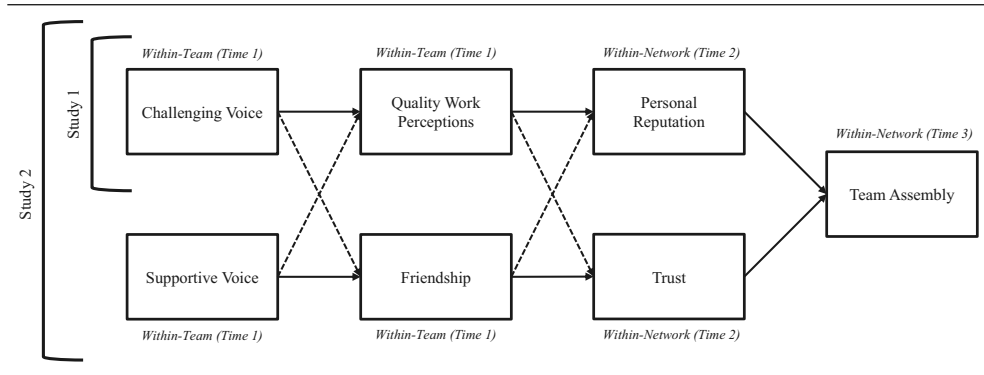 Study 2
Study 1
Within-Team (Time 1)
Challenging Voice
Within-Team (Time 1)
Quality Work
Perceptions
Within-Network (Time 2)
Personal
Reputation
Within-Network (Time 3)
Team Assembly
Supportive Voice
Within-Team (Time 1)
Friendship
Within-Team (Time 1)
Trust
Within-Network (Time 2)